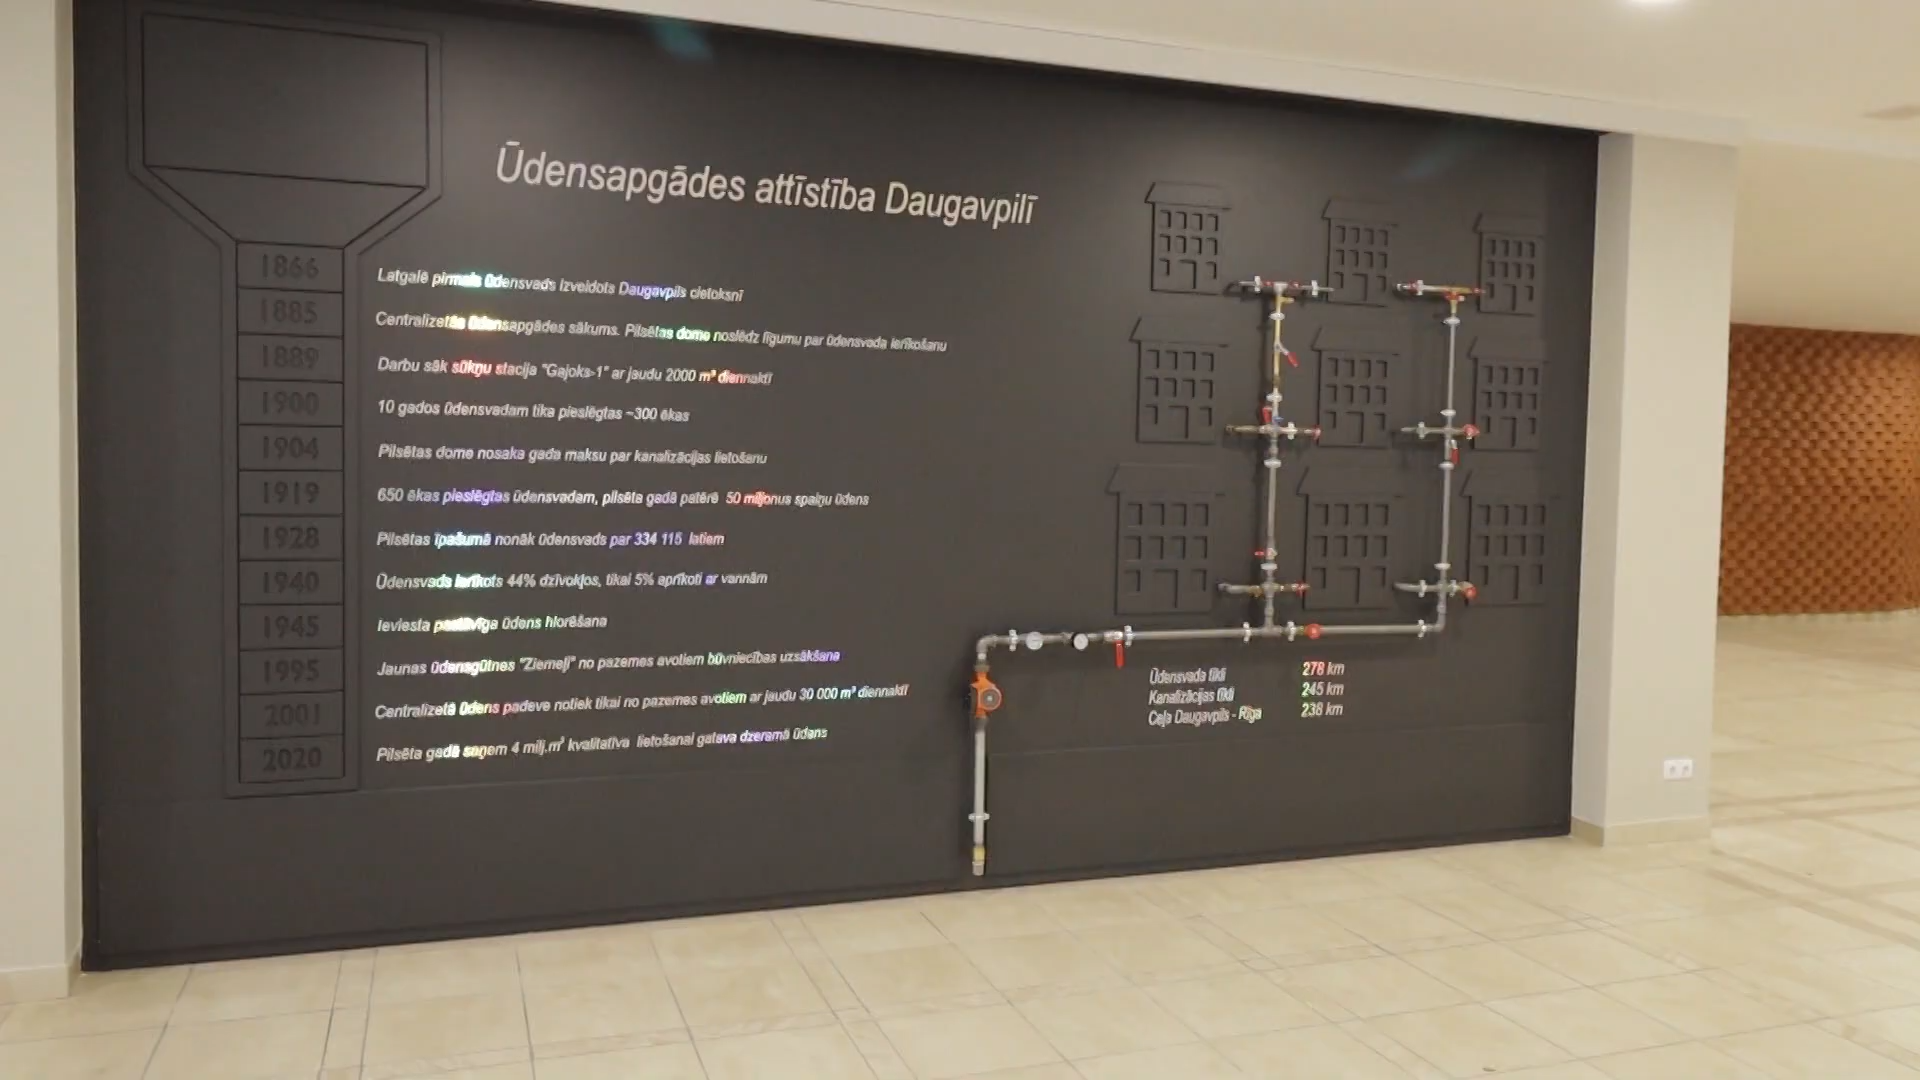 Ūdensapgādes attīstība Daugavpilī
1866 Latgalē pirmais ūdensvads izveidots Daugavpils cietoksnī
1885 Centralizētās ūdensapgādes sākums. Pilsētas dome noslēdz līgumu par ūdensvada ierīkošanu
1889 Darbu sāk sūkņu stacija "Gajoks-1" ar jaudu 2000 m³ diennaktī
1900 10 gados ūdensvadam tika pieslēgtas ~300 ēkas
1904 Pilsētas dome nosaka gada maksu par kanalizācijas lietošanu
1919 650 ēkas pieslēgtas ūdensvadam, pilsēta gadā patērē 50 miljonus spaiņu ūdens
1928 Pilsētas īpašumā nonāk ūdensvads par 334 115 latiem
1940 Ūdensvads ierīkots 44% dzīvokļos, tikai 5% aprīkoti ar vannām
1945 Ieviesta pastāvīga ūdens hlorēšana
1995 Jaunas ūdensgūtnes "Ziemeļi" no pazemes avotiem būvniecības uzsākšana
2001 Centralizētā ūdens padeve notiek tikai no pazemes avotiem ar jaudu 30 000 m³ diennaktī
2020 Pilsēta gadā saņem 4 milj.m³ kvalitatīva lietošanai gatava dzeramā ūdens
Ūdensvada tīkli 278 km
Kanalizācijas tīkli 245 km
Ceļa Daugavpils - Rīga 238 km